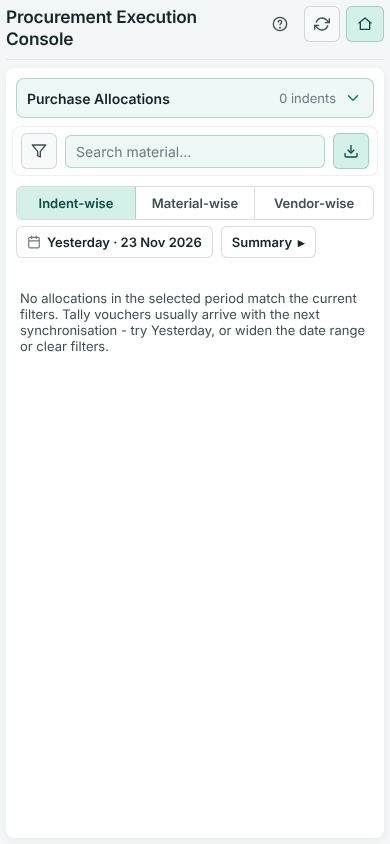 Procurement Execution
Console
Purchase Allocations
0 indents
Search material...
Indent-wise
Material-wise
Vendor-wise
Yesterday · 23 Nov 2026
Summary ▸
No allocations in the selected period match the current
filters. Tally vouchers usually arrive with the next
synchronisation - try Yesterday, or widen the date range
or clear filters.